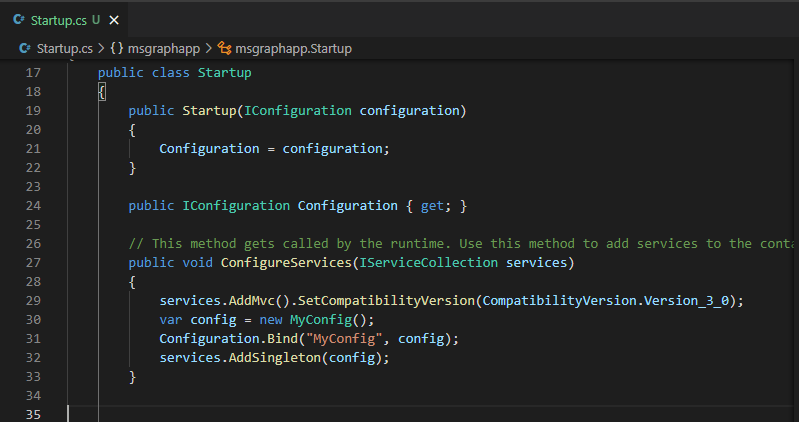 C# Startup.cs U ×
C# Startup.cs > {} msgraphapp > msgraphapp.Startup
17 public class Startup
18 {
19 public Startup(IConfiguration configuration)
20 {
21 Configuration = configuration;
22 }
23
24 public IConfiguration Configuration { get; }
25
26 // This method gets called by the runtime. Use this method to add services to the conta
27 public void ConfigureServices(IServiceCollection services)
28 {
29 services.AddMvc().SetCompatibilityVersion(CompatibilityVersion.Version_3_0);
30 var config = new MyConfig();
31 Configuration.Bind("MyConfig", config);
32 services.AddSingleton(config);
33 }
34
35